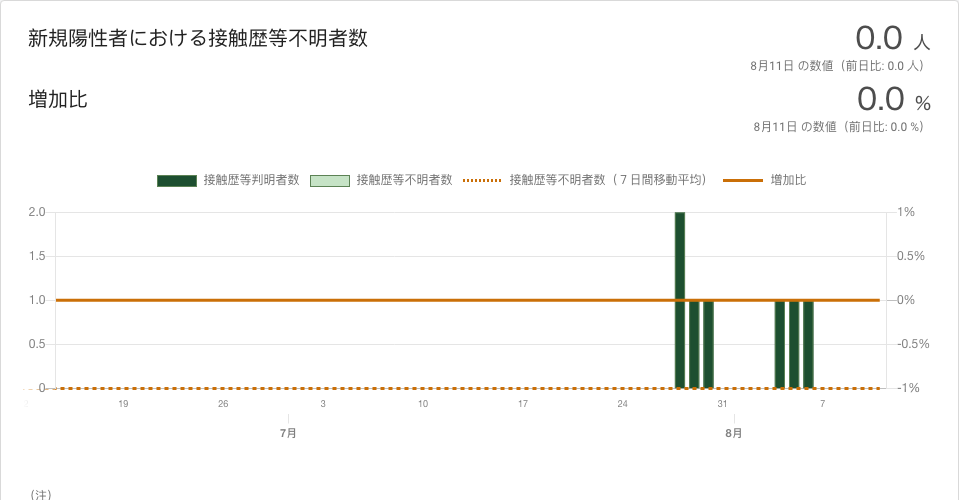 新規陽性者における接触歴等不明者数
0.0 人
8月11日 の数値（前日比: 0.0 人）
増加比
0.0 %
8月11日 の数値（前日比: 0.0 %）
接触歴等判明者数 接触歴等不明者数 接触歴等不明者数（７日間移動平均） 増加比
2.0 1%
1.5 0.5%
1.0 0%
0.5 -0.5%
0 -1%
19 26 3 10 17 24 31 7
7月 8月
（注）